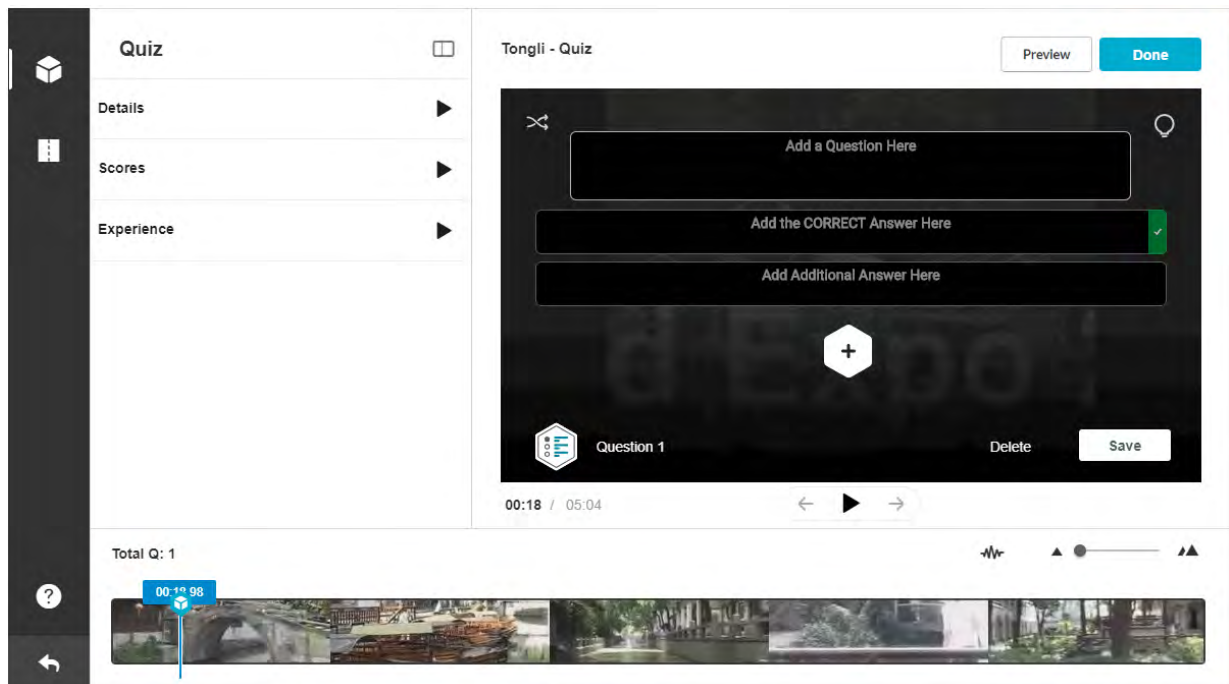 Quiz
Details
Scores
Experience
Tongli - Quiz
Preview
Done
Add a Question Here
Add the CORRECT Answer Here
Add Additional Answer Here
+
d Expo
Question 1
Delete
Save
00:18 / 05:04
Total Q: 1
?